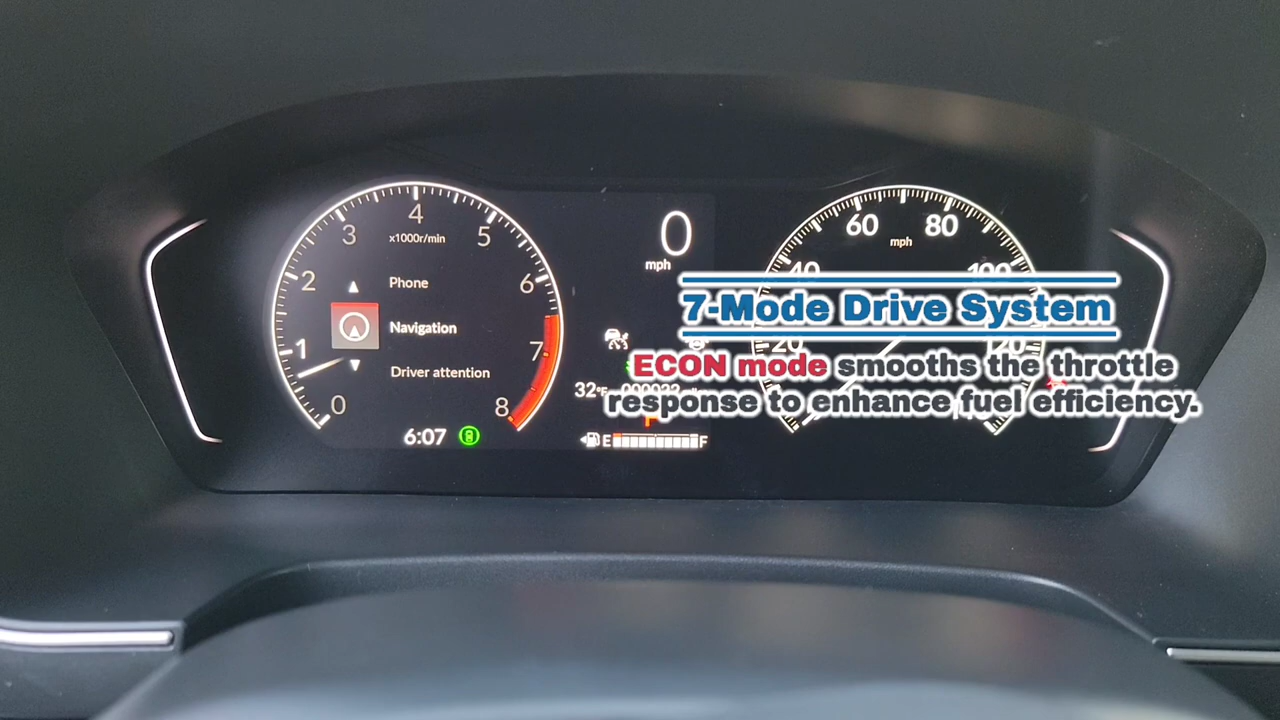 4
3
5
x1000r/min
2
6
Phone
Navigation
1
7
Driver attention
0
8
6:07
0
mph
60
80
mph
40
100
20
7-Mode Drive System
ECON mode smooths the throttle
response to enhance fuel efficiency.
32°F
E
F